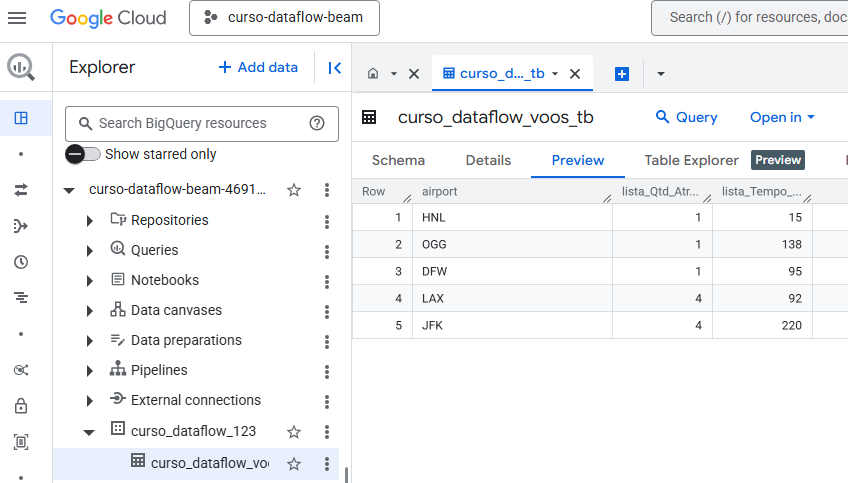 Google Cloud
curso-dataflow-beam
Search (/) for resources, doc
Explorer
+ Add data
Search BigQuery resources
Show starred only
curso-dataflow-beam-4691...
Repositories
Queries
Notebooks
Data canvases
Data preparations
Pipelines
External connections
curso_dataflow_123
curso_dataflow_voo
curso_d..._tb
curso_dataflow_voos_tb
Query
Open in
Schema Details Preview Table Explorer Preview
Row airport lista_Qtd_Atr... lista_Tempo_...
1 HNL 1 15
2 OGG 1 138
3 DFW 1 95
4 LAX 4 92
5 JFK 4 220